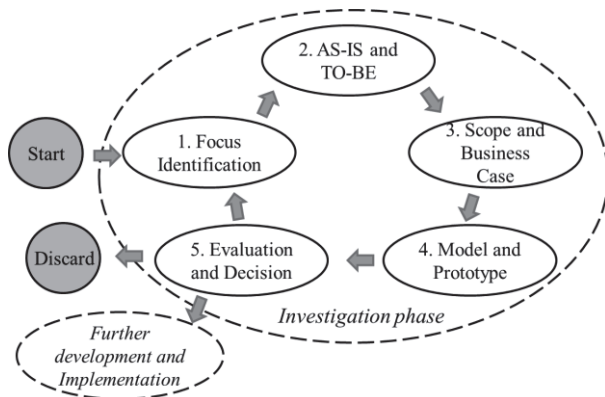 2. AS-IS and
TO-BE
Start
1. Focus
Identification
3. Scope and
Business
Case
Discard
5. Evaluation
and Decision
4. Model and
Prototype
Investigation phase
Further
development and
Implementation